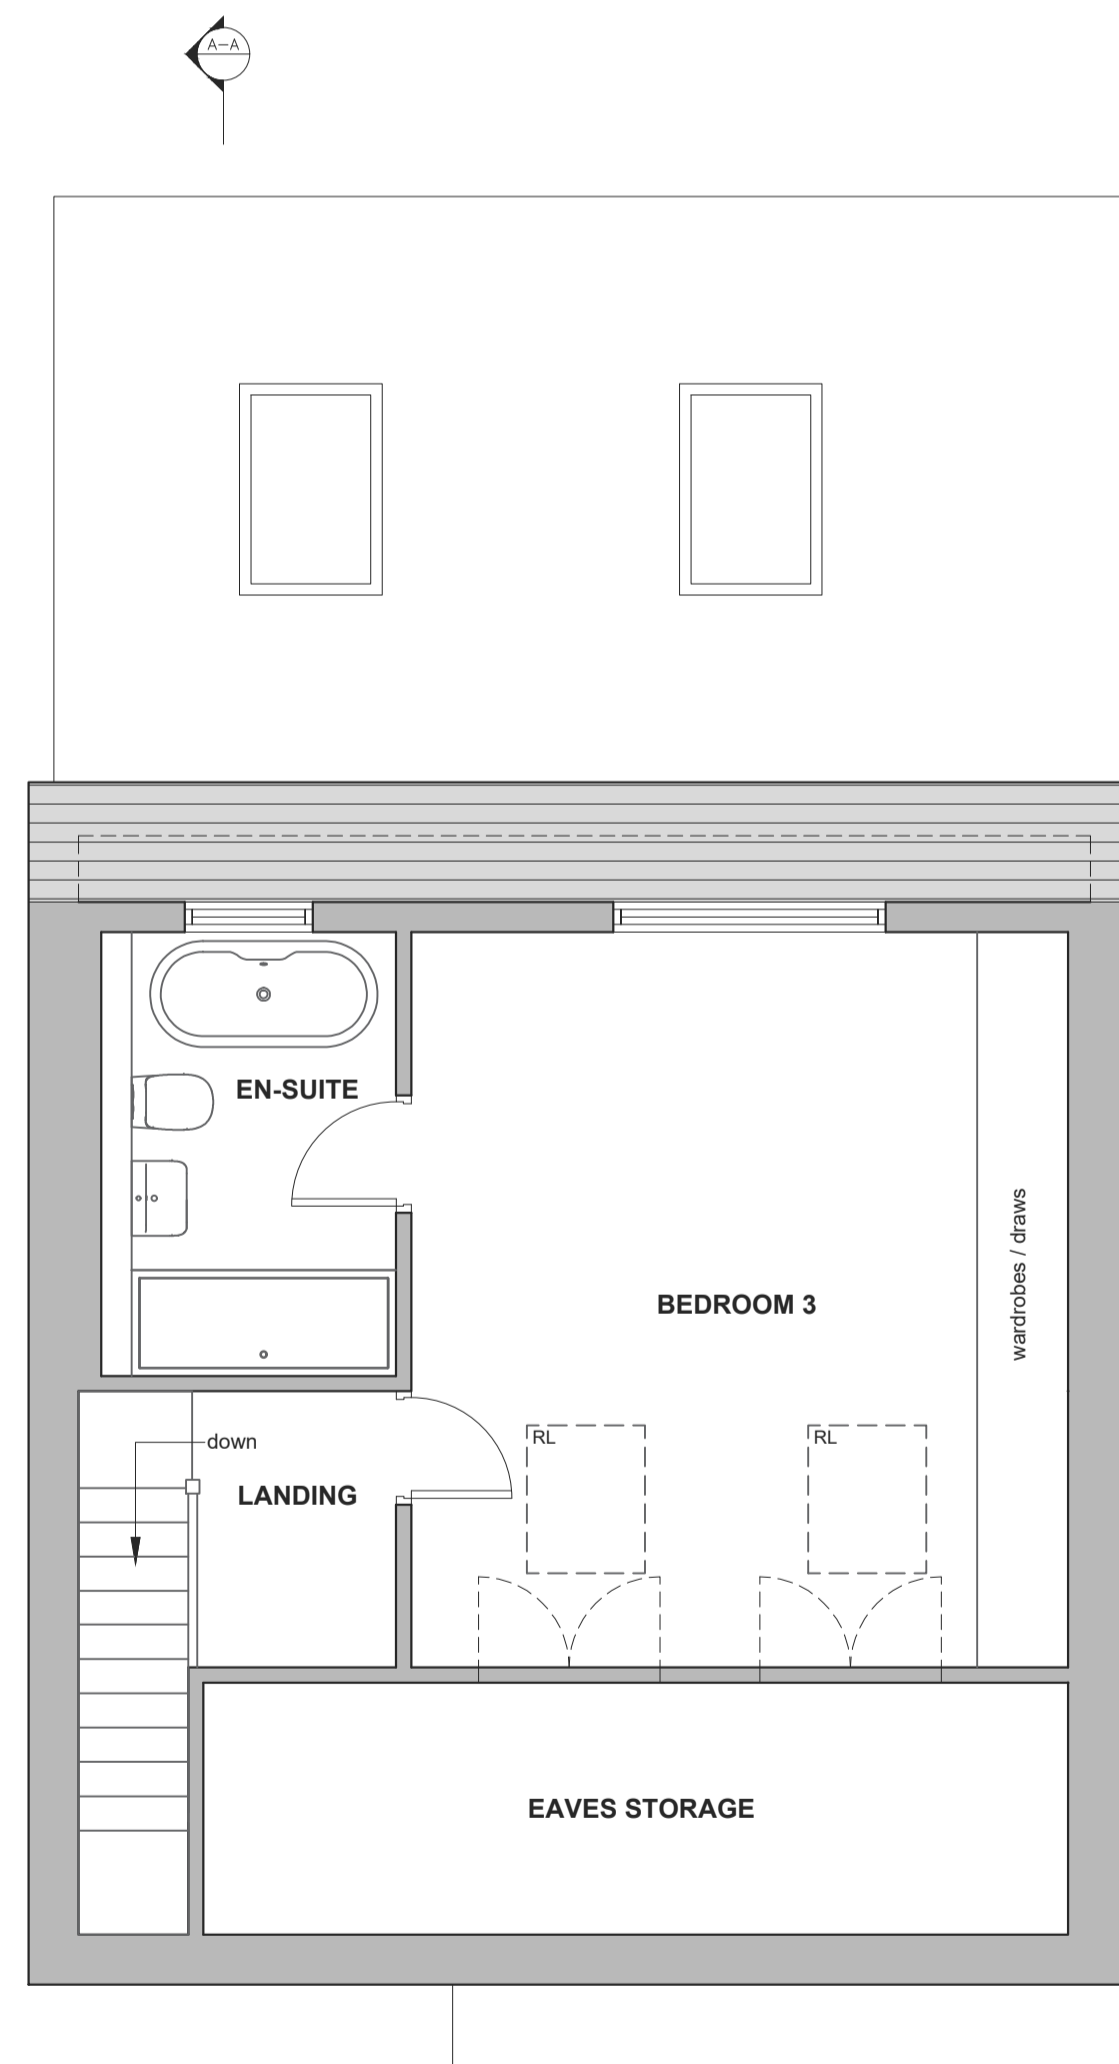 A-A
EN-SUITE
wardrobes / draws
BEDROOM 3
RL
RL
down
LANDING
EAVES STORAGE